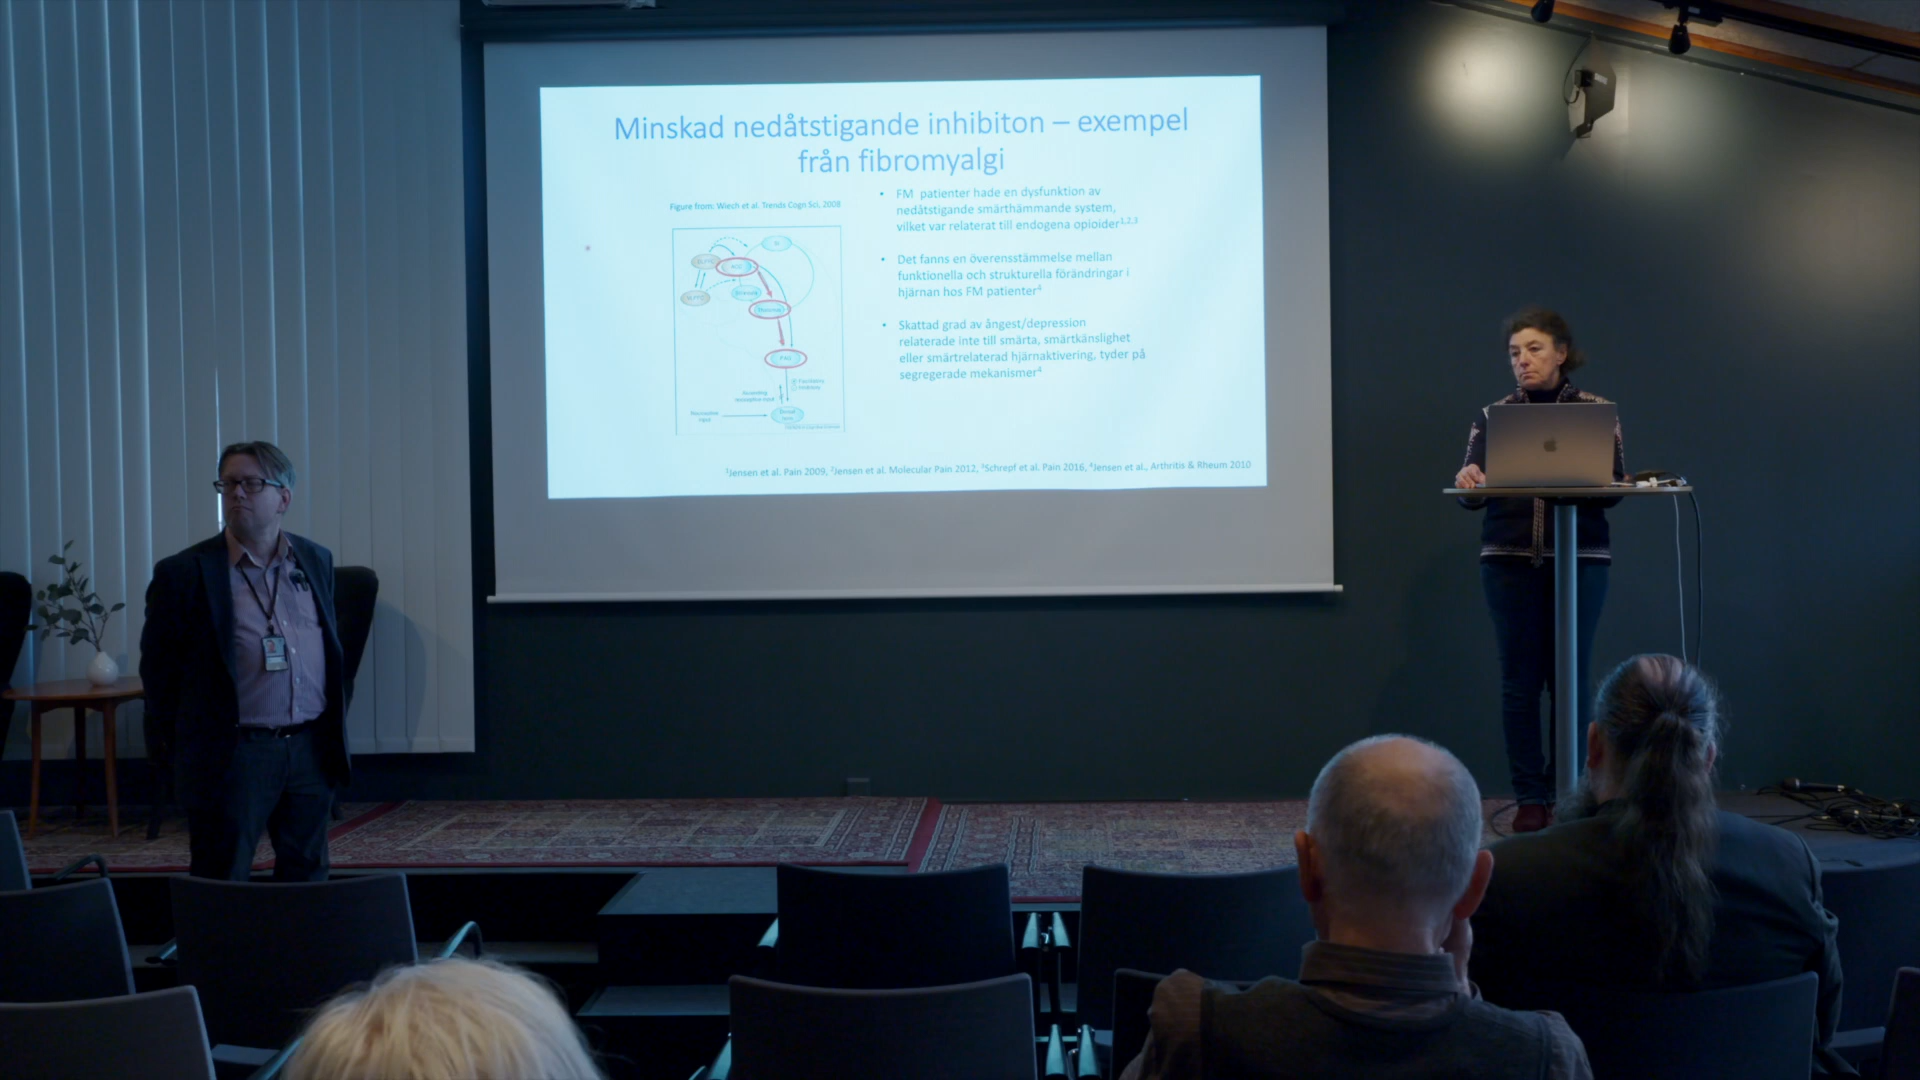 Minskad nedåtstigande inhibiton – exempel
från fibromyalgi
Figure from: Wiech et al. Trends Cogn Sci, 2008
• FM patienter hade en dysfunktion av
nedåtstigande smärthämmande system,
vilket var relaterat till endogena opioider1,2,3
• Det fanns en överensstämmelse mellan
funktionella och strukturella förändringar i
hjärnan hos FM patienter4
• Skattad grad av ångest/depression
relaterade inte till smärta, smärtkänslighet
eller smärtrelaterad hjärnaktivering, tyder på
segregerade mekanismer4
ACC
PAG
Nociceptive
input
1Jensen et al. Pain 2009, 2Jensen et al. Molecular Pain 2012, 3Schrepf et al. Pain 2016, 4Jensen et al., Arthritis & Rheum 2010